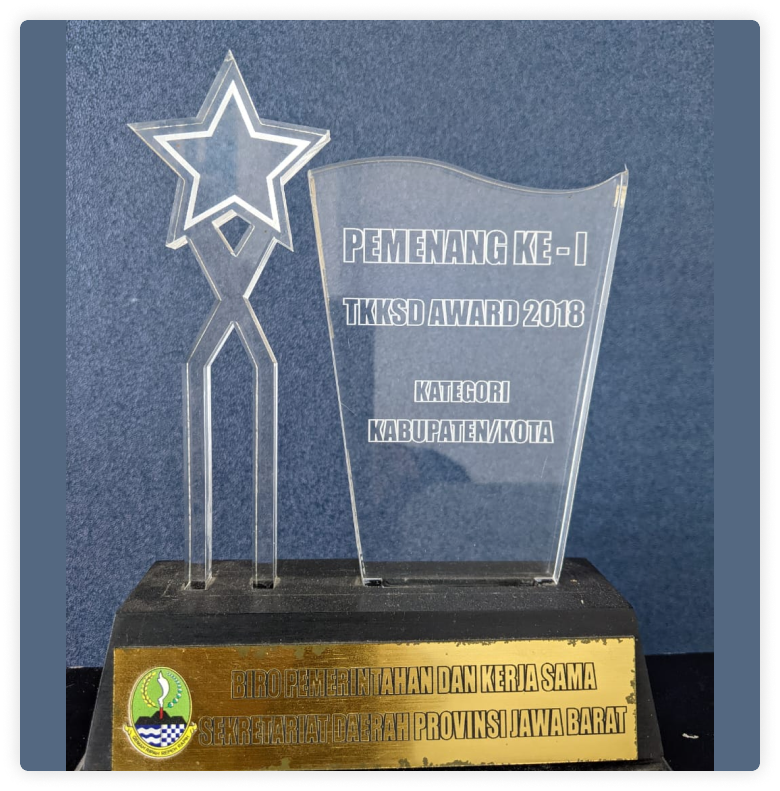 PEMENANG KE - I
TKKSD AWARD 2018
KATEGORI
KABUPATEN/KOTA
BIRO PEMERINTAHAN DAN KERJA SAMA
SEKRETARIAT DAERAH PROVINSI JAWA BARAT